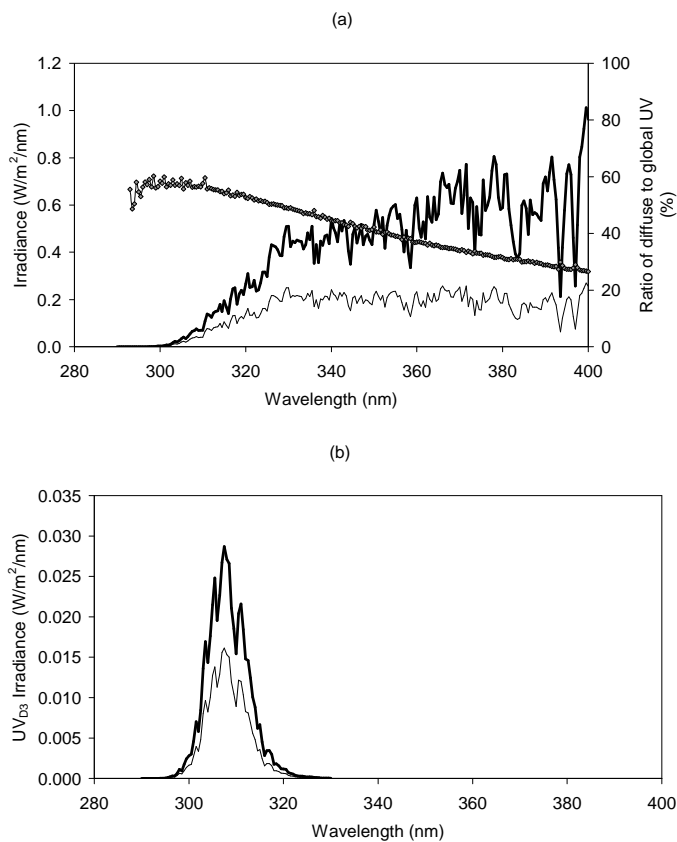 (a)
1.2
1.0
0.8
0.6
0.4
0.2
0.0
Irradiance (W/m²/nm)
100
80
60
40
20
0
Ratio of diffuse to global UV
(%)
280 300 320 340 360 380 400
Wavelength (nm)
(b)
0.035
0.030
0.025
0.020
0.015
0.010
0.005
0.000
UV_D3 Irradiance (W/m²/nm)
280 300 320 340 360 380 400
Wavelength (nm)